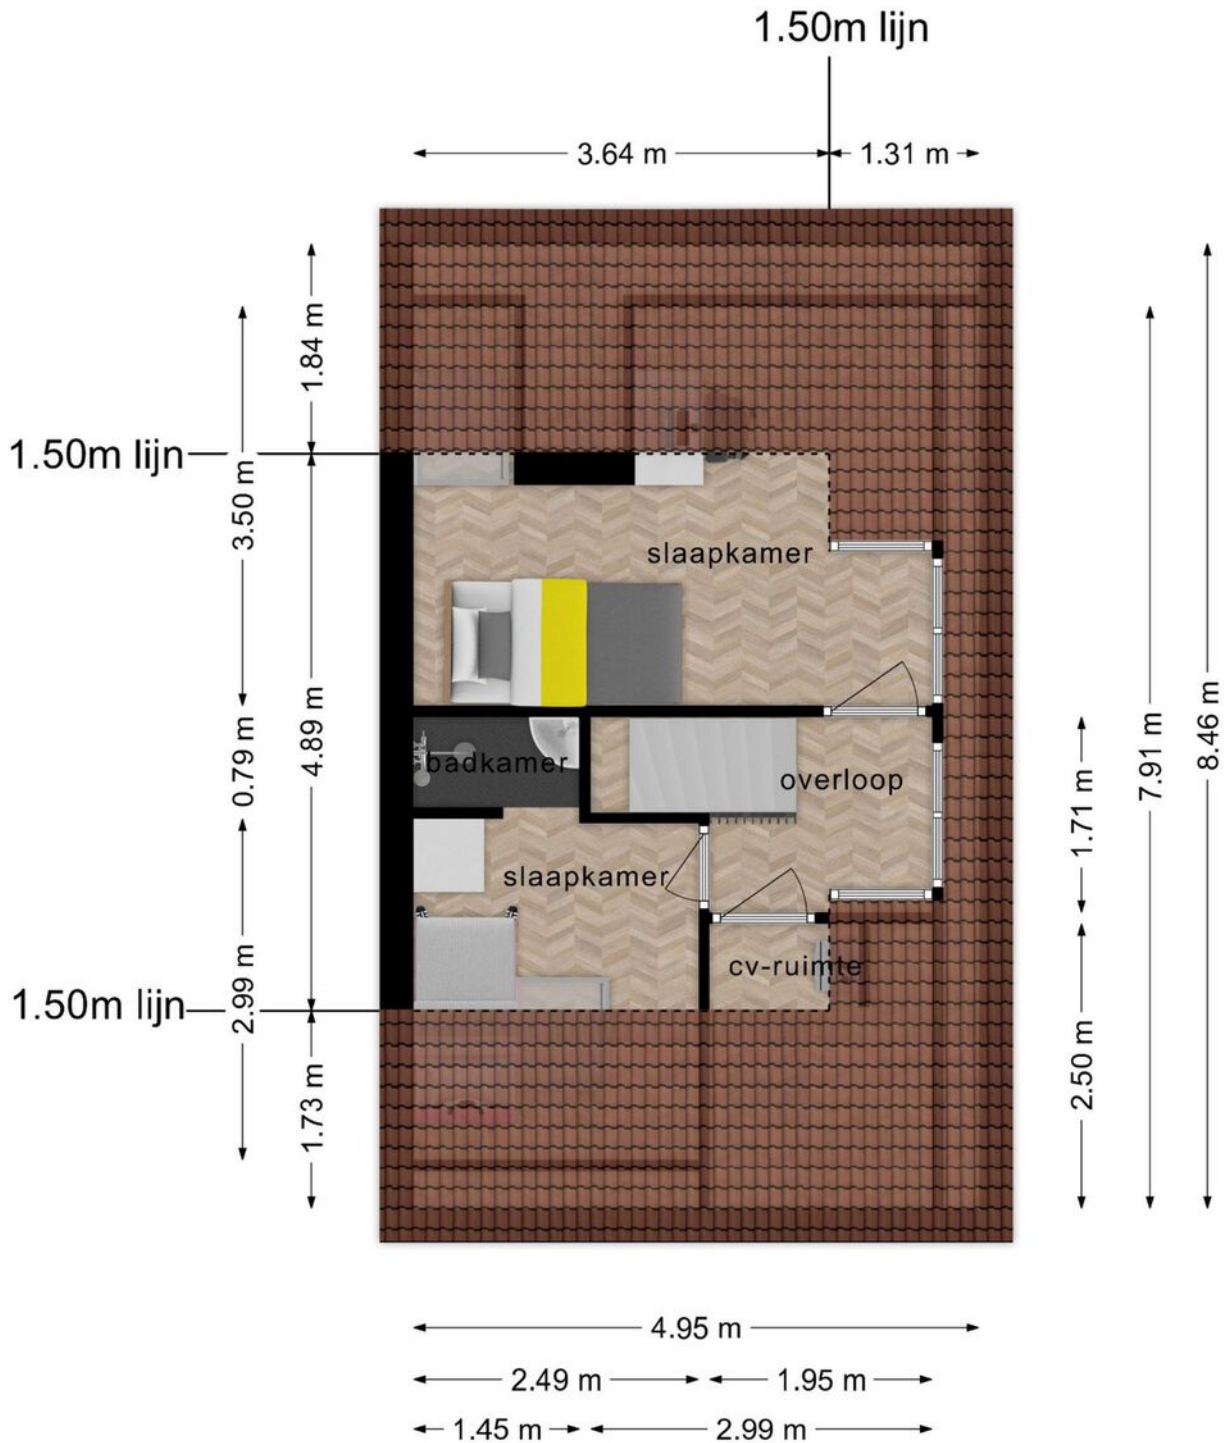 1.50m lijn
3.64 m
1.31 m
1.84 m
1.50m lijn
3.50 m
slaapkamer
4.89 m
0.79 m
badkamer
overloop
1.71 m
7.91 m
8.46 m
slaapkamer
cv-ruimte
2.99 m
1.50m lijn
1.73 m
2.50 m
4.95 m
2.49 m
1.95 m
1.45 m
2.99 m